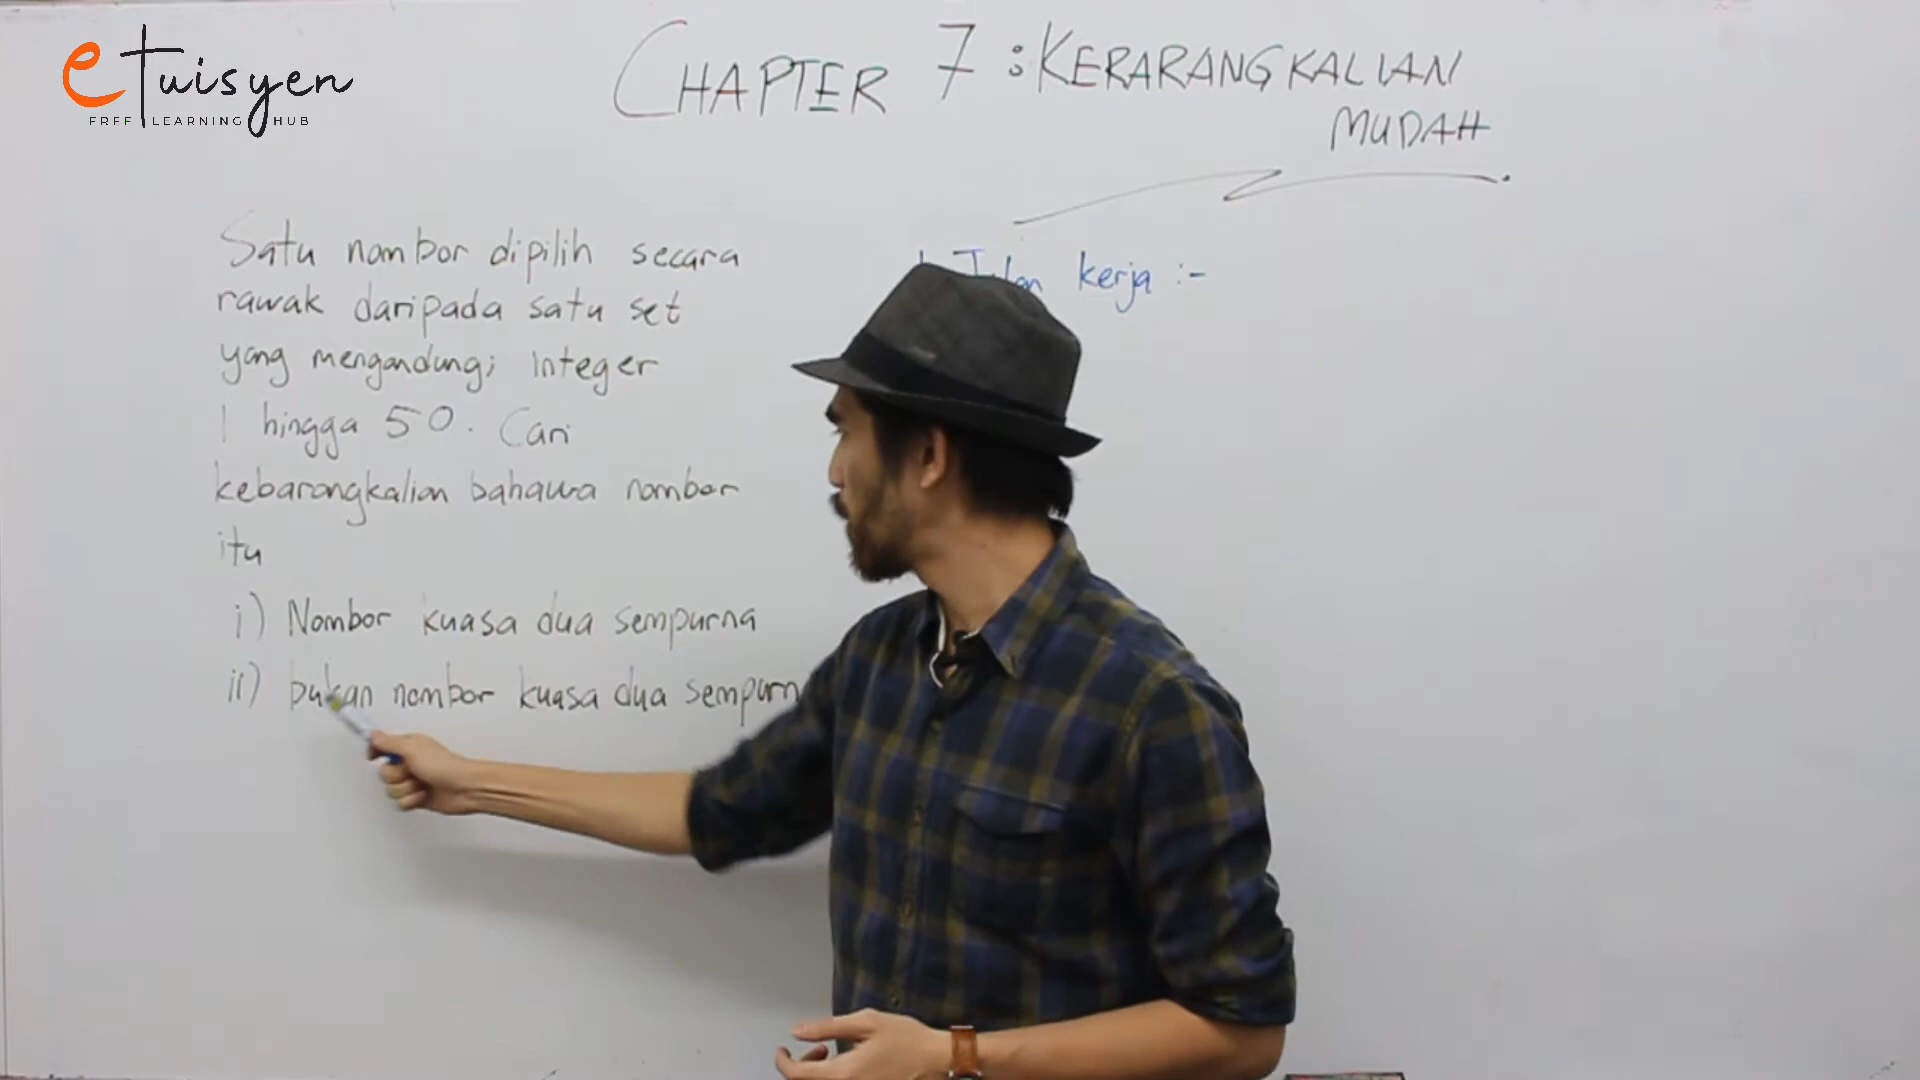 eTuisyen
FREE LEARNING HUB
CHAPTER 7 : KERARANGKALIAN
MUDAH
Satu nombor dipilih secara
rawak daripada satu set
yang mengandungi integer
1 hingga 50. Cari
kebarangkalian bahawa nombor
itu
i) Nombor kuasa dua sempurna
ii) bukan nombor kuasa dua sempurn
kerja :-